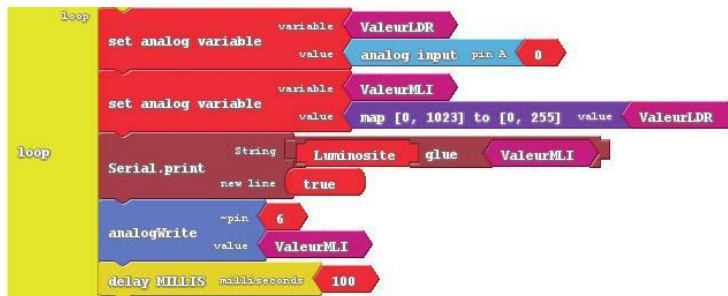 loop
variable ValeurLDR
set analog variable
value analog input pin A 0
variable ValeurMLI
set analog variable
value map [0, 1023] to [0, 255] value ValeurLDR
loop
String Luminosite glue ValeurMLI
Serial.print
new line true
~pin 6
analogWrite
value ValeurMLI
delay MILLIS milliseconds 100